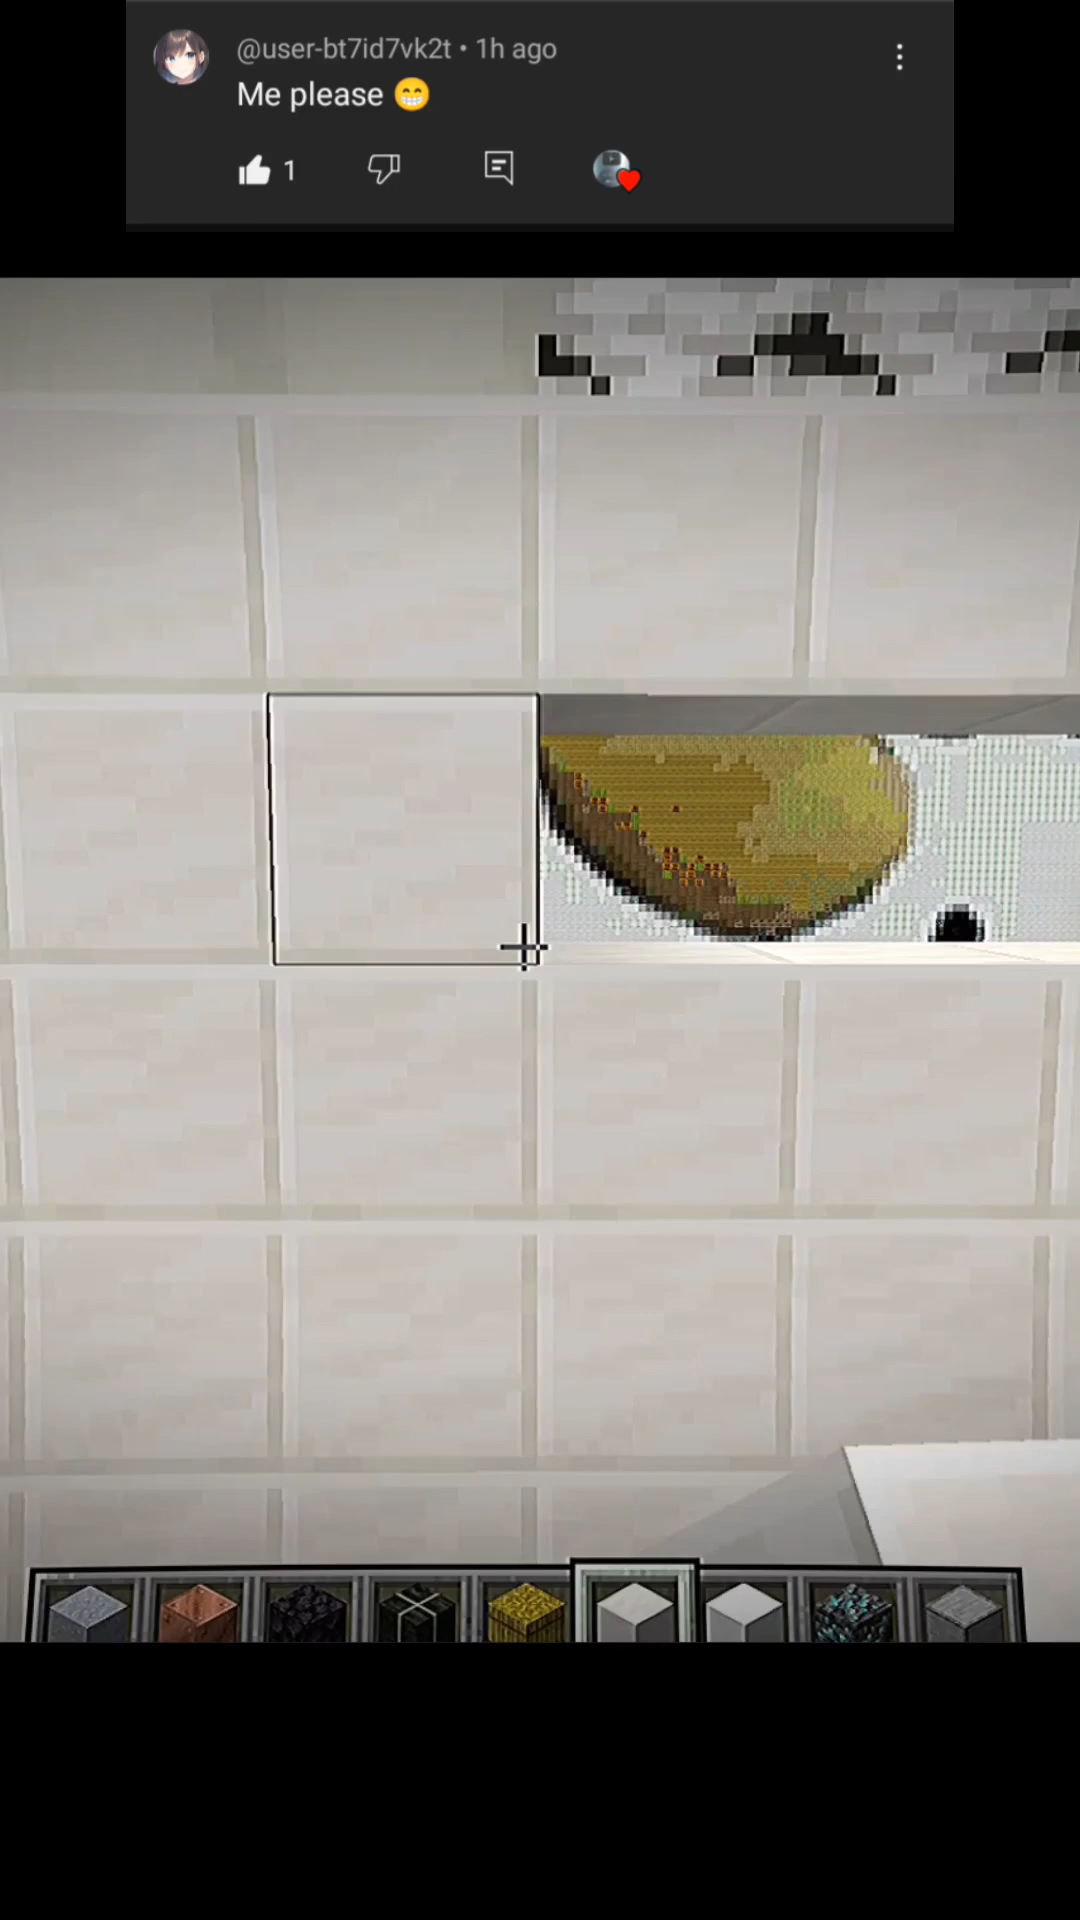 @user-bt7id7vk2t • 1h ago
Me please 😁
1